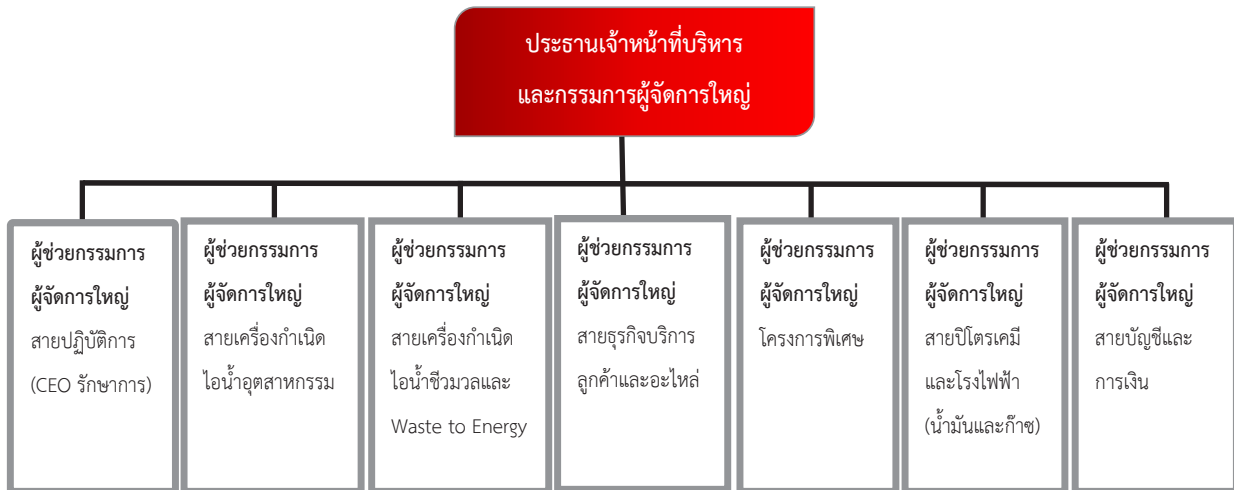 ประธานเจ้าหน้าที่บริหาร
และกรรมการผู้จัดการใหญ่
ผู้ช่วยกรรมการ
ผู้จัดการใหญ่
สายปฏิบัติการ
(CEO รักษาการ)
ผู้ช่วยกรรมการ
ผู้จัดการใหญ่
สายเครื่องกำเนิด
ไอน้ำอุตสาหกรรม
ผู้ช่วยกรรมการ
ผู้จัดการใหญ่
สายเครื่องกำเนิด
ไอน้ำชีวมวลและ
Waste to Energy
ผู้ช่วยกรรมการ
ผู้จัดการใหญ่
สายธุรกิจบริการ
ลูกค้าและอะไหล่
ผู้ช่วยกรรมการ
ผู้จัดการใหญ่
โครงการพิเศษ
ผู้ช่วยกรรมการ
ผู้จัดการใหญ่
สายปิโตรเคมี
และโรงไฟฟ้า
(น้ำมันและก๊าซ)
ผู้ช่วยกรรมการ
ผู้จัดการใหญ่
สายบัญชีและ
การเงิน